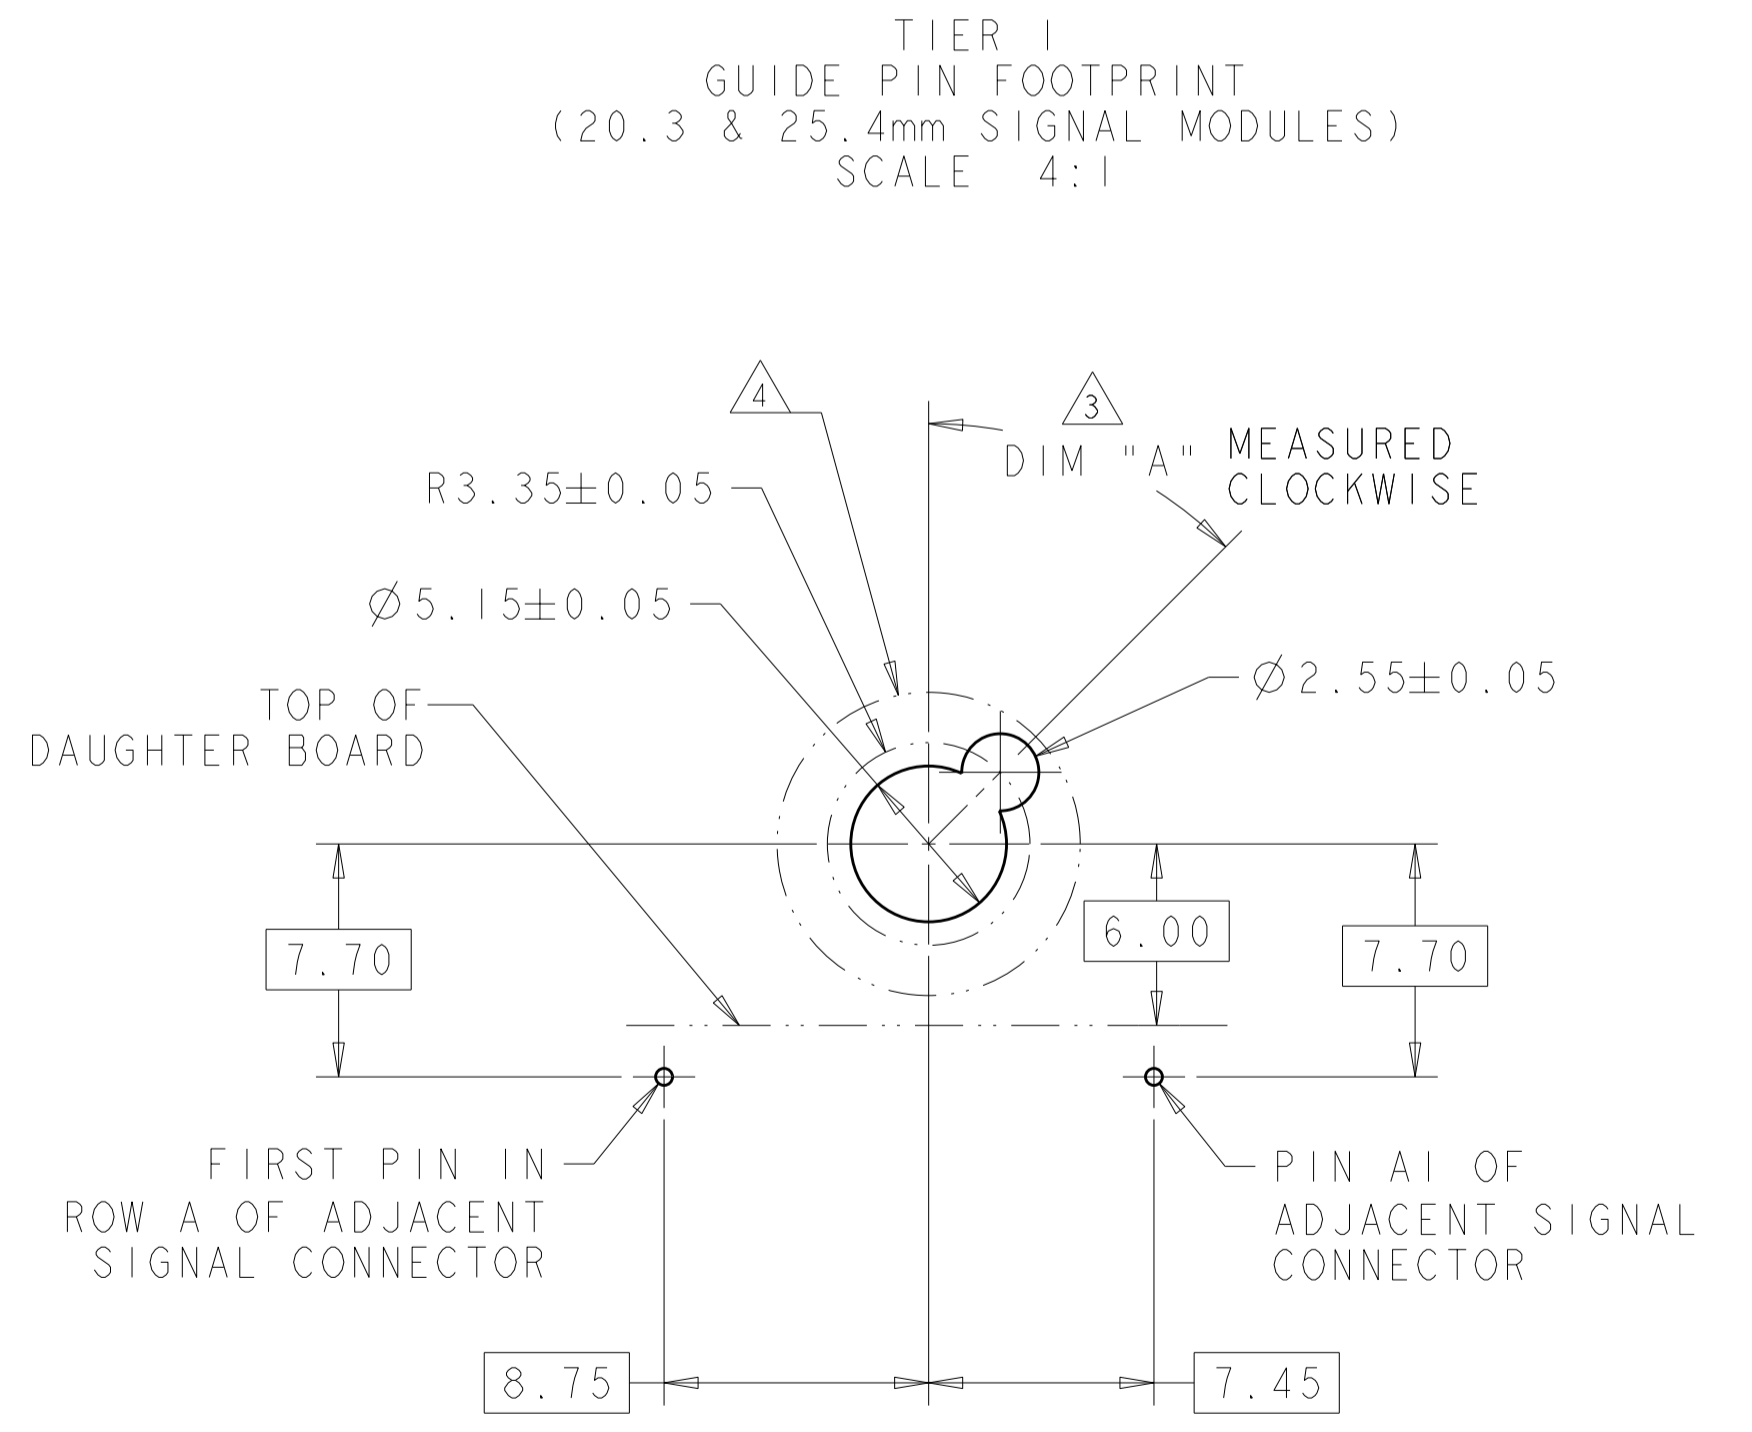 TIER 1
GUIDE PIN FOOTPRINT
(20.3 & 25.4mm SIGNAL MODULES)
SCALE 4:1
4
3
DIM "A" MEASURED
CLOCKWISE
R3.35±0.05
Ø5.15±0.05
Ø2.55±0.05
TOP OF
DAUGHTER BOARD
7.70
6.00
7.70
FIRST PIN IN
ROW A OF ADJACENT
SIGNAL CONNECTOR
PIN A1 OF
ADJACENT SIGNAL
CONNECTOR
8.75
7.45